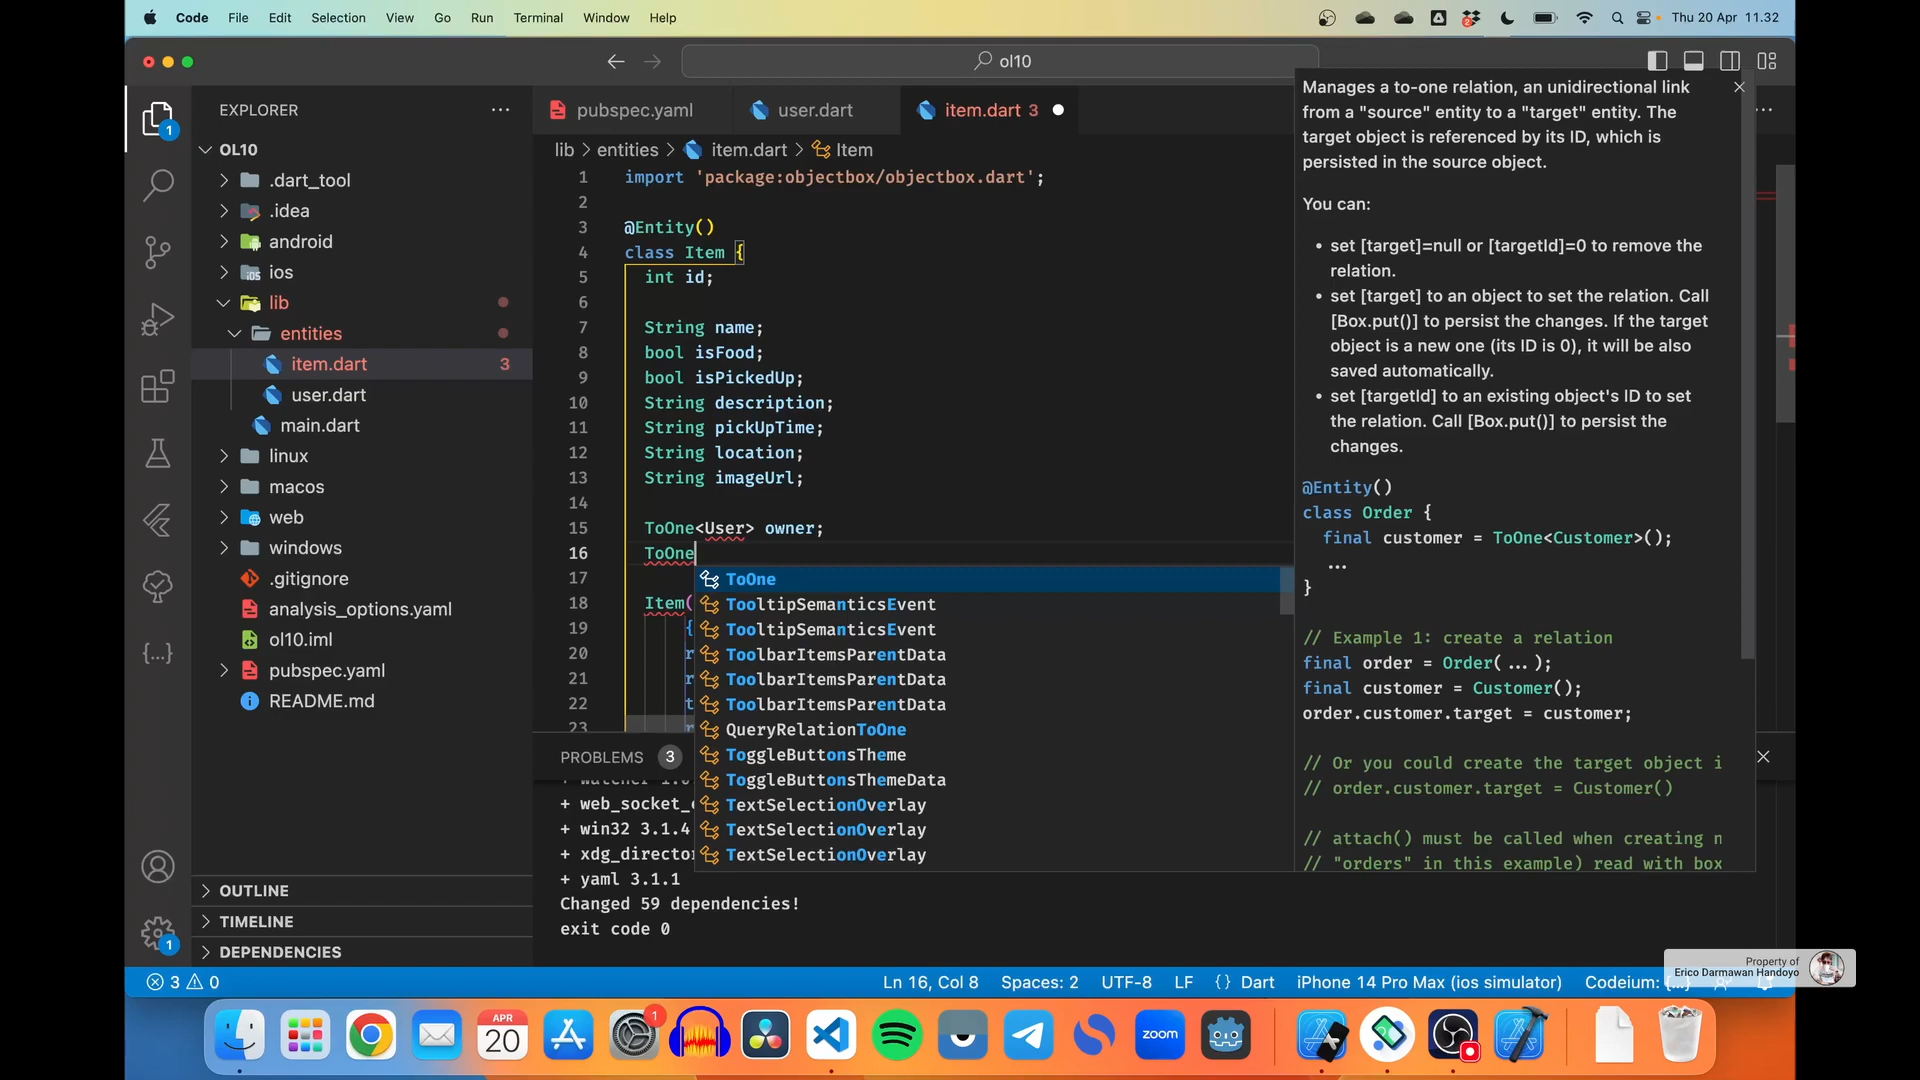 Code File Edit Selection View Go Run Terminal Window Help
2
Thu 20 Apr 11.32
ol10
EXPLORER
1
OL10
.dart_tool
.idea
android
ios
lib
entities
item.dart 3
user.dart
main.dart
linux
macos
web
windows
.gitignore
analysis_options.yaml
ol10.iml
pubspec.yaml
README.md
OUTLINE
TIMELINE
DEPENDENCIES
1
pubspec.yaml
user.dart
item.dart 3
lib > entities > item.dart > Item
1 import 'package:objectbox/objectbox.dart';
2
3 @Entity()
4 class Item {
5 int id;
6
7 String name;
8 bool isFood;
9 bool isPickedUp;
10 String description;
11 String pickUpTime;
12 String location;
13 String imageUrl;
14
15 ToOne<User> owner;
16 ToOne
17
18 Item(
19 {
20 r
21 r
22 t
23
ToOne
TooltipSemanticsEvent
TooltipSemanticsEvent
ToolbarItemsParentData
ToolbarItemsParentData
ToolbarItemsParentData
QueryRelationToOne
ToggleButtonsTheme
ToggleButtonsThemeData
TextSelectionOverlay
TextSelectionOverlay
TextSelectionOverlay
Manages a to-one relation, an unidirectional link
from a "source" entity to a "target" entity. The
target object is referenced by its ID, which is
persisted in the source object.
You can:
• set [target]=null or [targetId]=0 to remove the
relation.
• set [target] to an object to set the relation. Call
[Box.put()] to persist the changes. If the target
object is a new one (its ID is 0), it will be also
saved automatically.
• set [targetId] to an existing object's ID to set
the relation. Call [Box.put()] to persist the
changes.
@Entity()
class Order {
final customer = ToOne<Customer>();
...
}
// Example 1: create a relation
final order = Order(...);
final customer = Customer();
order.customer.target = customer;
// Or you could create the target object i
// order.customer.target = Customer()
// attach() must be called when creating n
// "orders" in this example) read with box
PROBLEMS 3
+ web_socket_c
+ win32 3.1.4
+ xdg_director
+ yaml 3.1.1
Changed 59 dependencies!
exit code 0
3 0
Ln 16, Col 8
Spaces: 2
UTF-8
LF
{} Dart
iPhone 14 Pro Max (ios simulator)
Codeium: {...}
Property of
Erico Darmawan Handoyo
APR
20
1
zoom